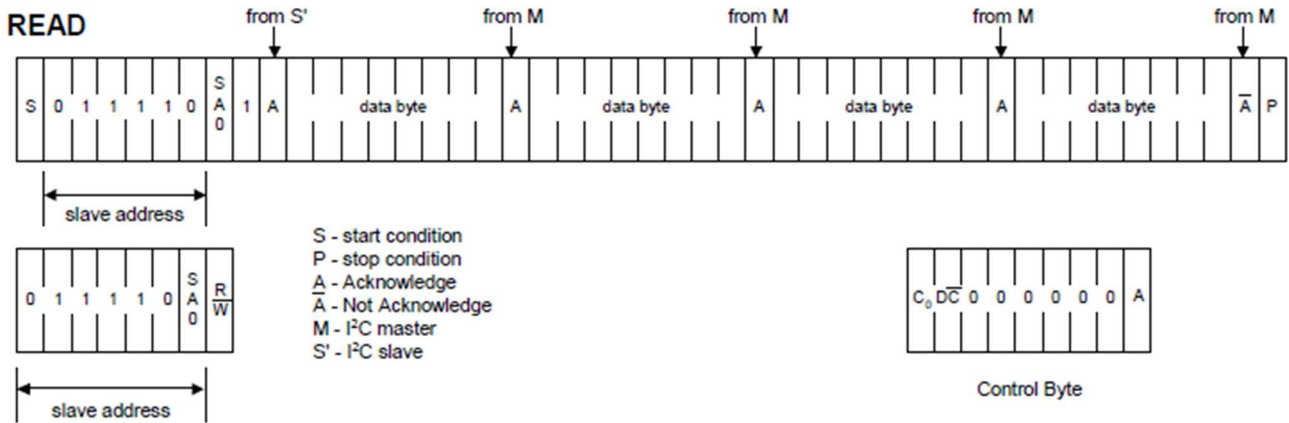 READ
from S' from M from M from M from M
S 0 1 1 1 1 0 SA0 1 A data byte A data byte A data byte A data byte A̅ P
slave address
S - start condition
P - stop condition
A - Acknowledge
A̅ - Not Acknowledge
M - I²C master
S' - I²C slave
0 1 1 1 1 0 SA0 R/W
slave address
C₀ DC̅ 0 0 0 0 0 0 A
Control Byte